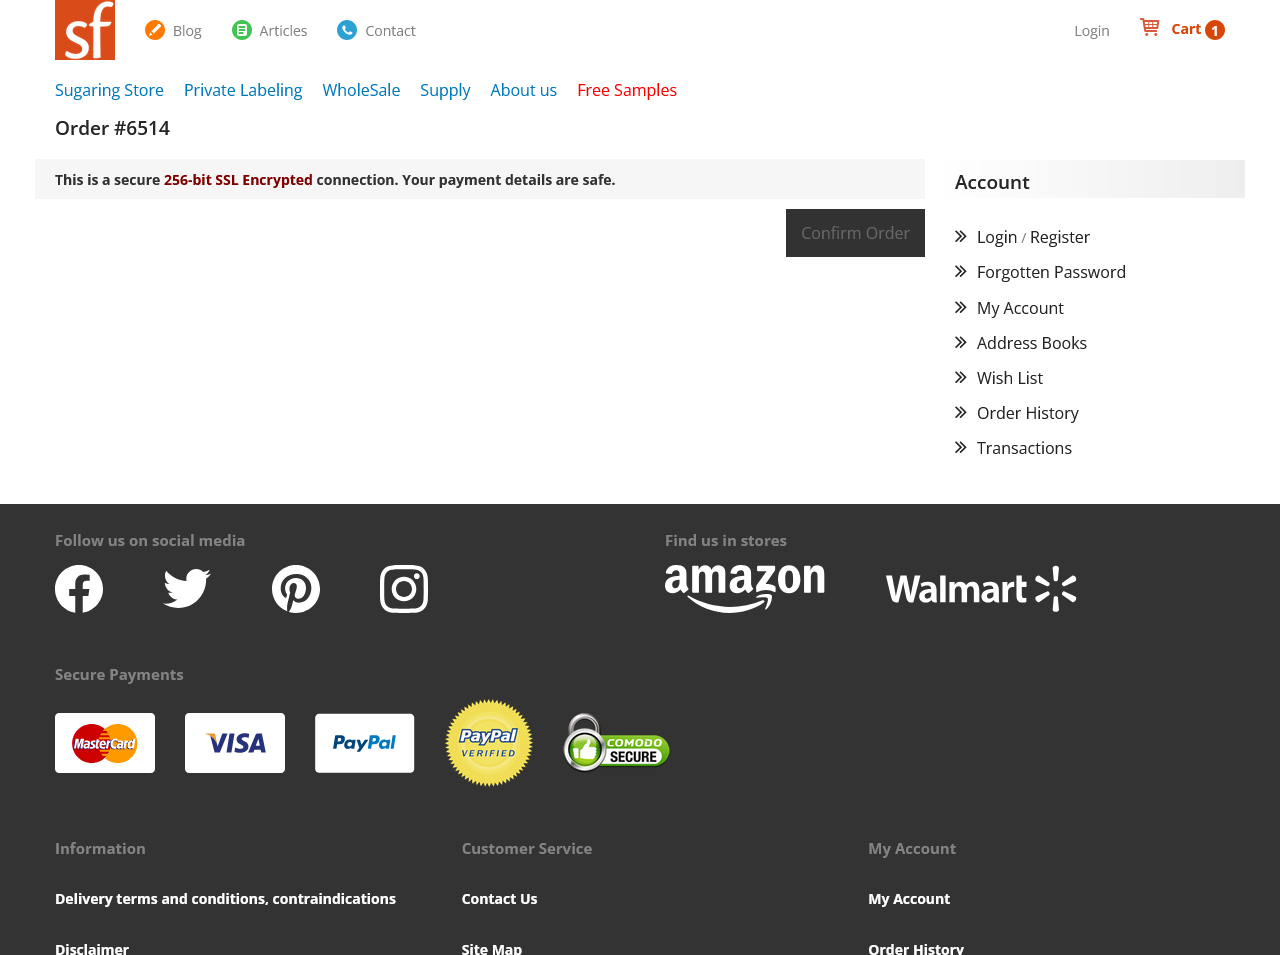 sf
Blog
Articles
Contact
Login
Cart 1
Sugaring Store
Private Labeling
WholeSale
Supply
About us
Free Samples
Order #6514
This is a secure 256-bit SSL Encrypted connection. Your payment details are safe.
Confirm Order
Account
Login / Register
Forgotten Password
My Account
Address Books
Wish List
Order History
Transactions
Follow us on social media
Find us in stores
amazon
Walmart
Secure Payments
MasterCard
VISA
PayPal
PayPal
VERIFIED
COMODO
SECURE
Information
Customer Service
My Account
Delivery terms and conditions, contraindications
Contact Us
My Account
Disclaimer
Site Map
Order History